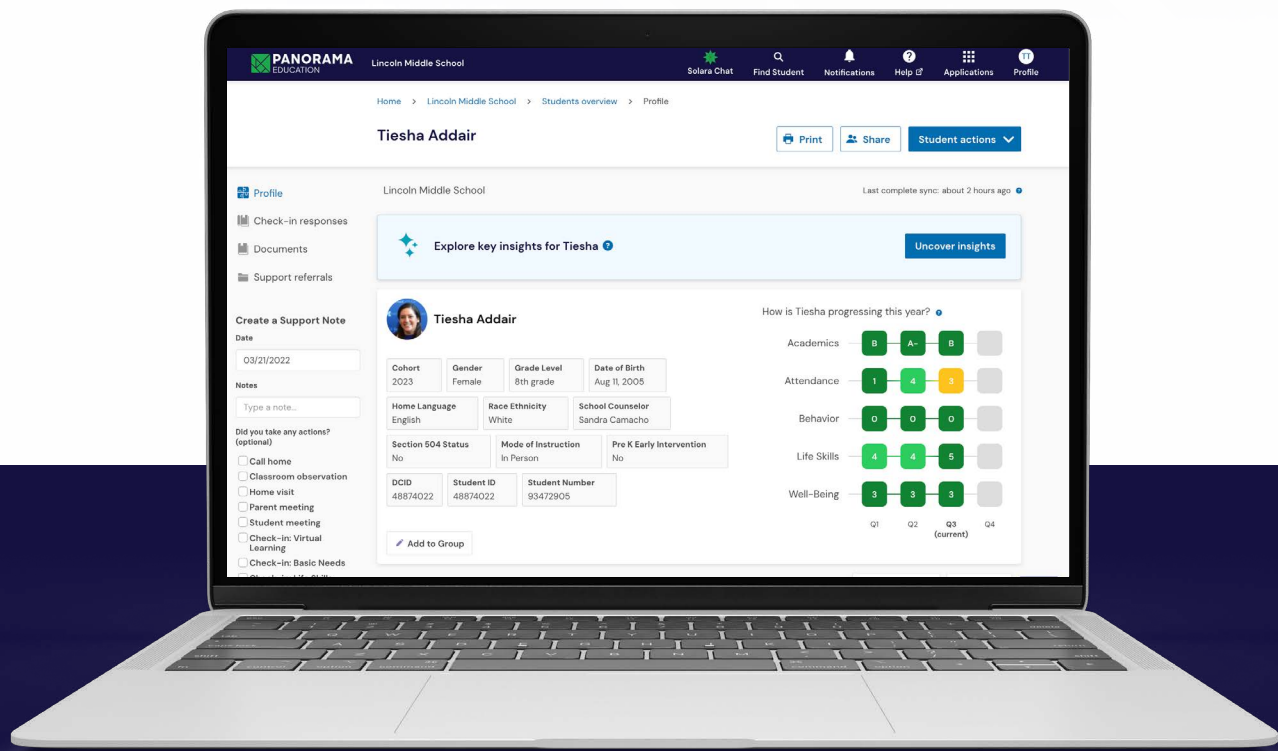 PANORAMA
EDUCATION
Lincoln Middle School
Solara Chat
Find Student
Notifications
?
Help
Applications
TT
Profile
Home > Lincoln Middle School > Students overview > Profile
Tiesha Addair
Print
Share
Student actions
Profile
Check-in responses
Documents
Support referrals
Create a Support Note
Date
03/21/2022
Notes
Type a note...
Did you take any actions?
(optional)
Call home
Classroom observation
Home visit
Parent meeting
Student meeting
Check-in: Virtual
Learning
Check-in: Basic Needs
Lincoln Middle School
Last complete sync: about 2 hours ago
Explore key insights for Tiesha
Uncover insights
Tiesha Addair
Cohort
2023
Gender
Female
Grade Level
8th grade
Date of Birth
Aug 11, 2005
Home Language
English
Race Ethnicity
White
School Counselor
Sandra Camacho
Section 504 Status
No
Mode of Instruction
In Person
Pre K Early Intervention
No
DCID
48874022
Student ID
48874022
Student Number
93472905
Add to Group
How is Tiesha progressing this year?
Academics B A- B
Attendance 1 4 3
Behavior 0 0 0
Life Skills 4 4 5
Well-Being 3 3 3
Q1 Q2 Q3 Q4
(current)